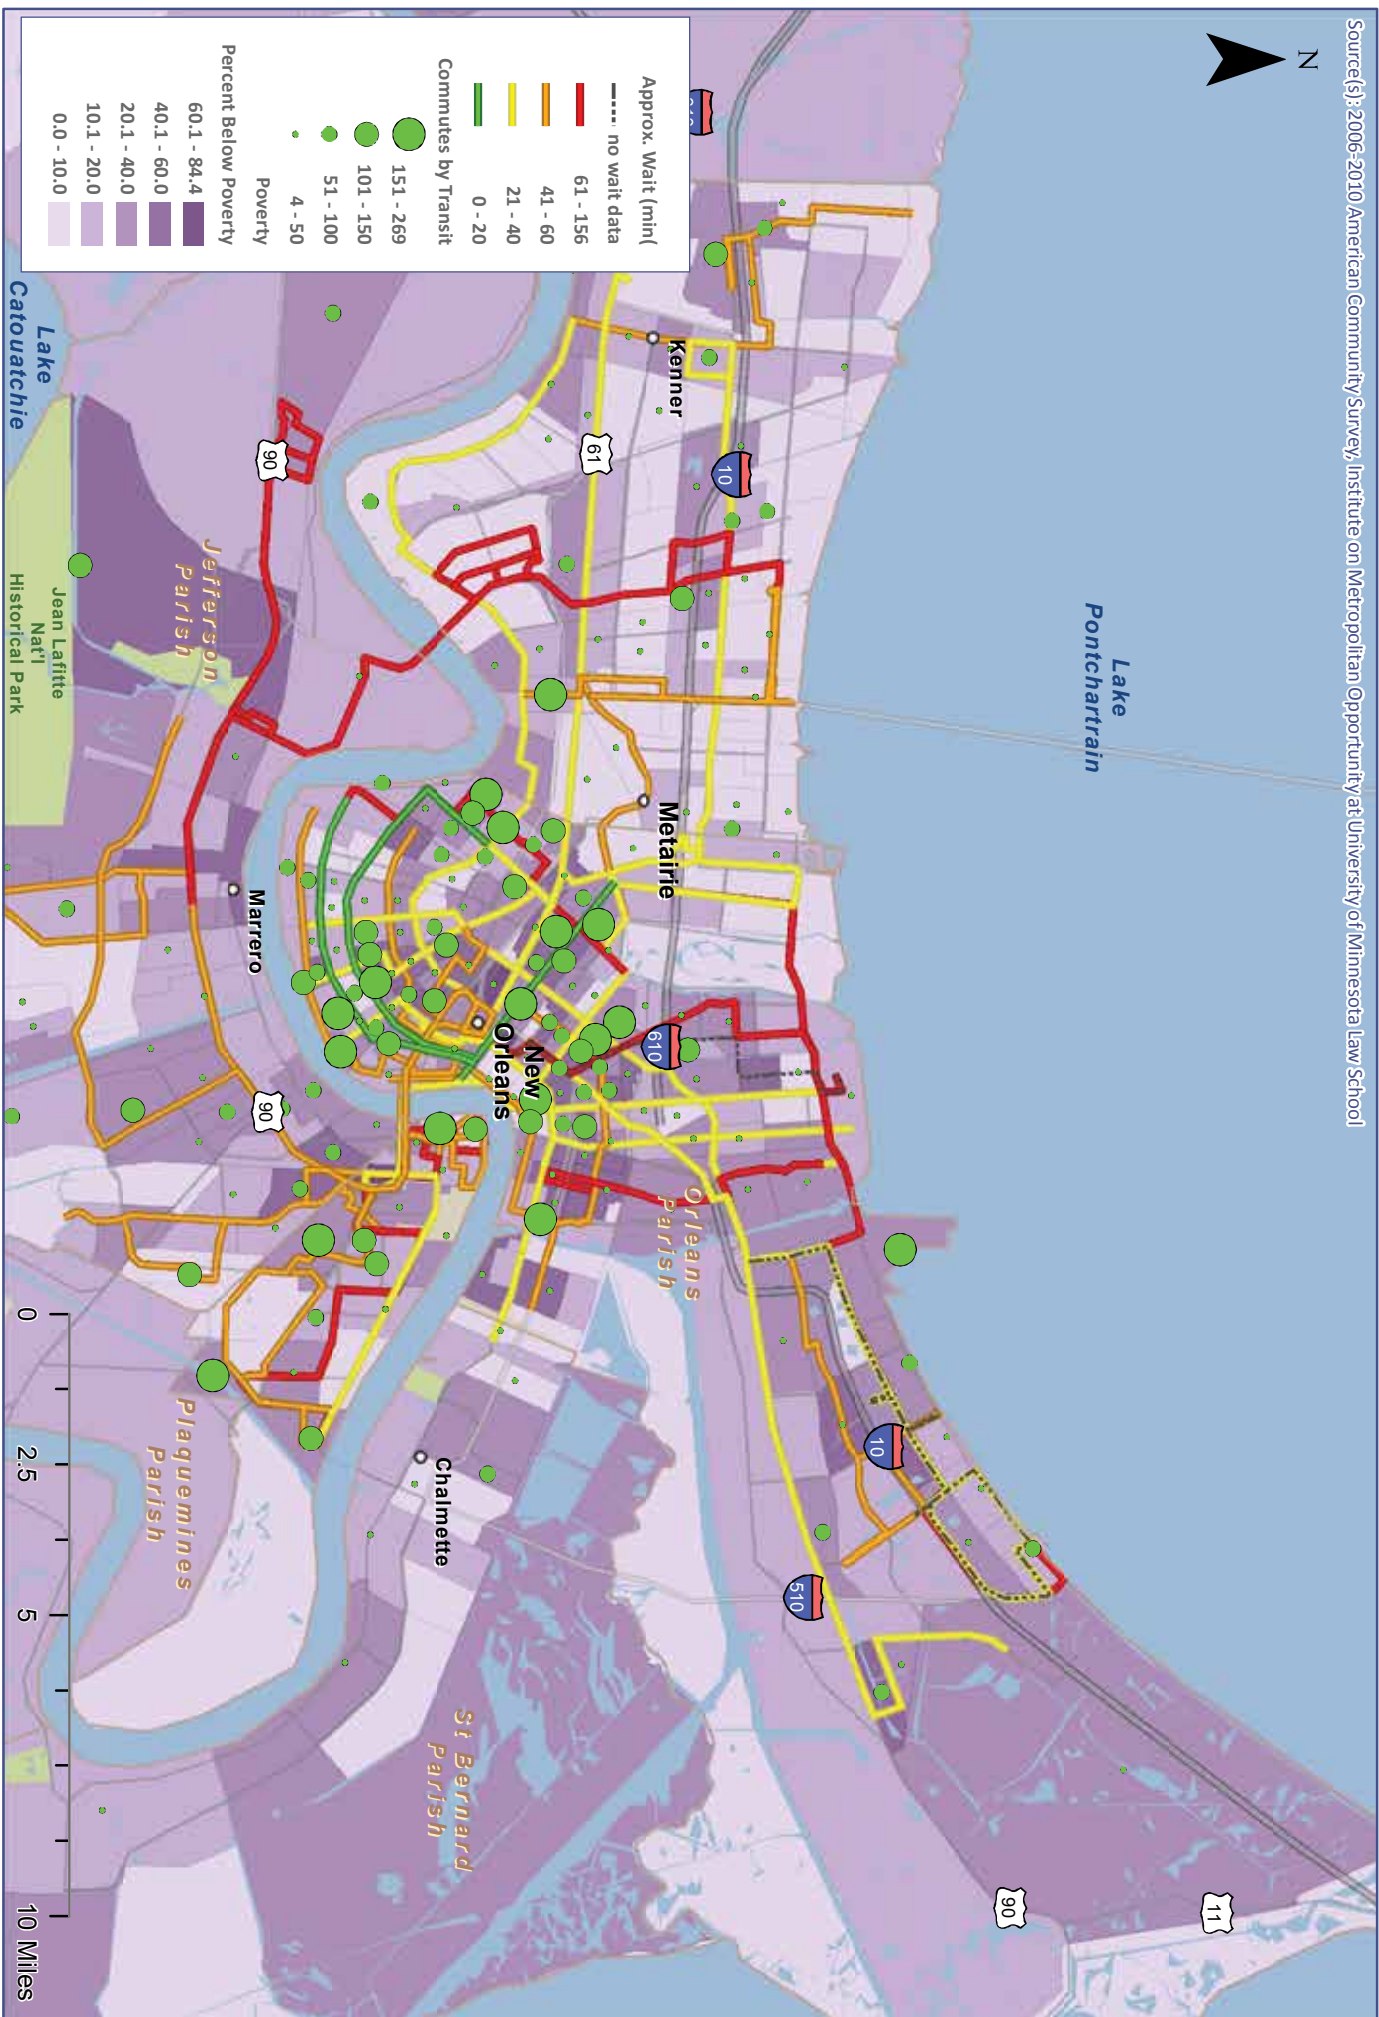 Source(s): 2006-2010 American Community Survey, Institute on Metropolitan Opportunity at University of Minnesota Law School
N
Lake
Pontchartrain
11
90
10
510
10
610
61
90
90
Kenner
Metairie
New
Orleans
Marrero
Chalmette
Orleans
Parish
Jefferson
Parish
St Bernard
Parish
Plaquemines
Parish
Jean Lafitte
Nat'l
Historical Park
Lake
Catouatchie
Approx. Wait (min(
no wait data
61 - 156
41 - 60
21 - 40
0 - 20
Commutes by Transit
151 - 269
101 - 150
51 - 100
4 - 50
Poverty
Percent Below Poverty
60.1 - 84.4
40.1 - 60.0
20.1 - 40.0
10.1 - 20.0
0.0 - 10.0
0 2.5 5 10 Miles